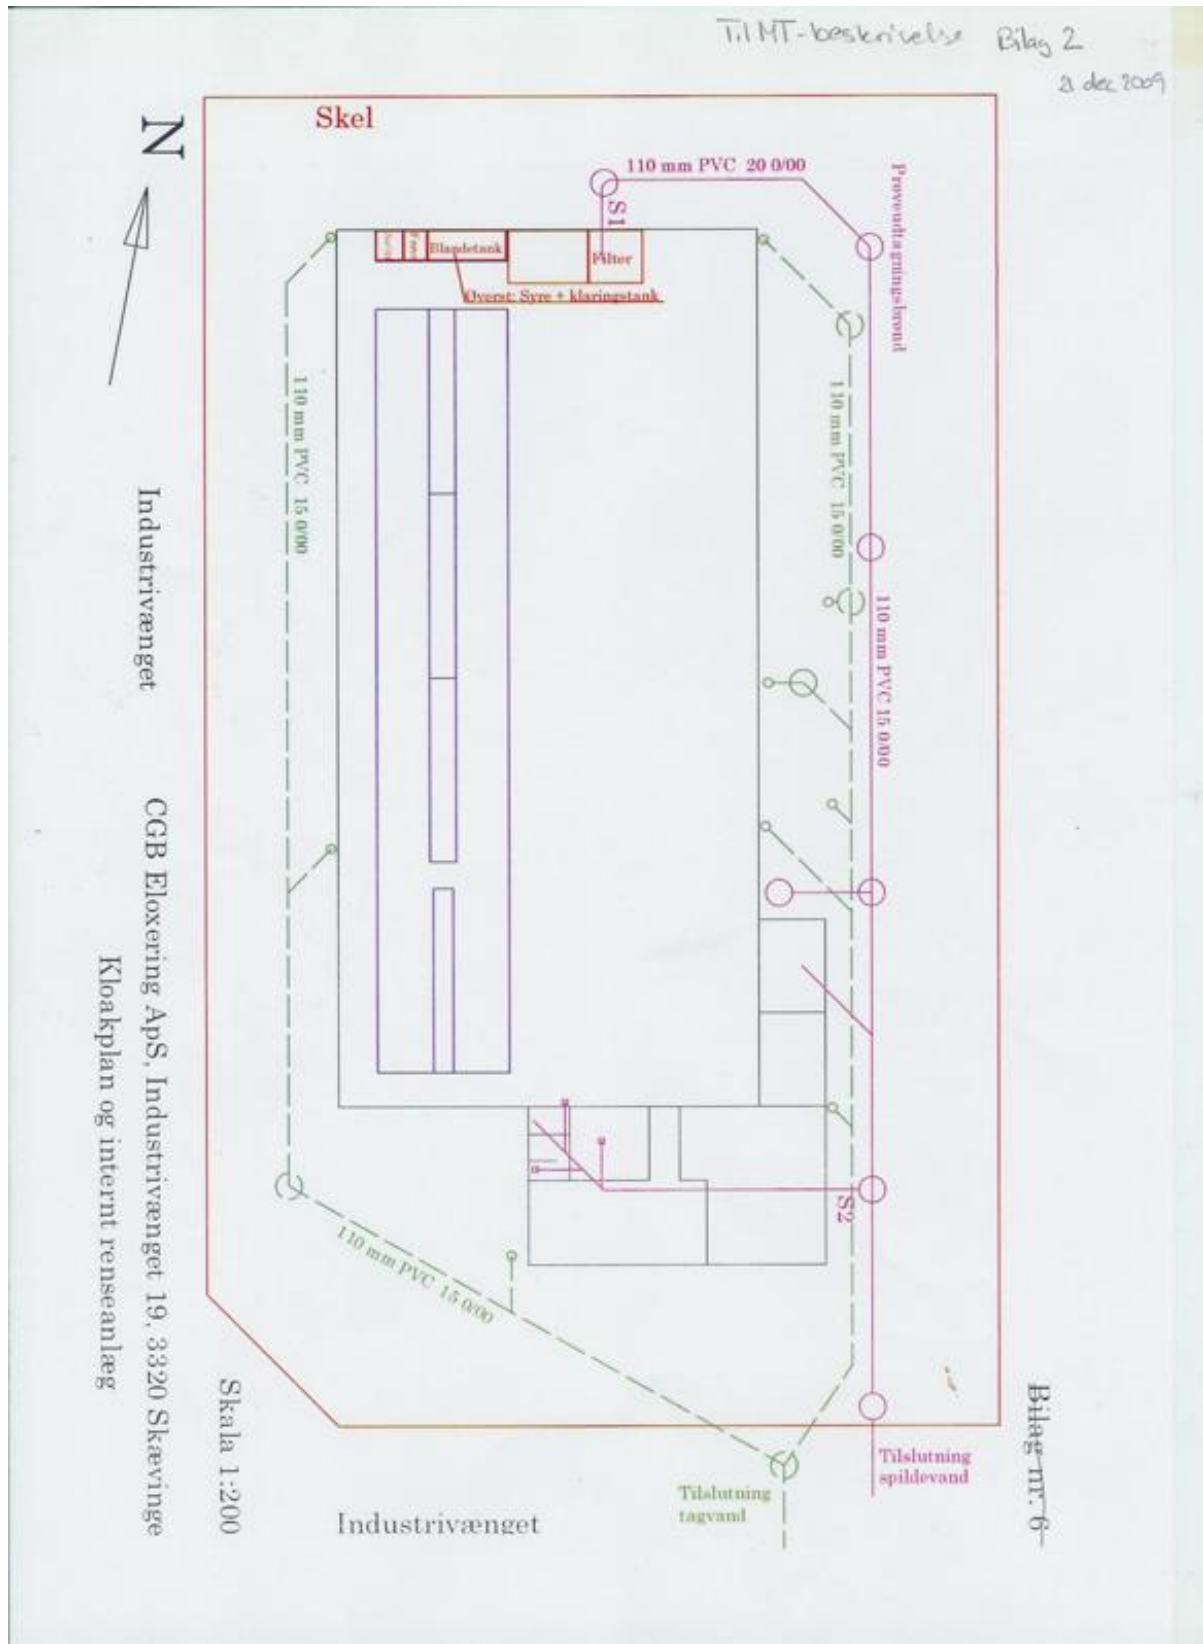 Til MT-beskrivelse Bilag 2
21 dec 2009
Skel
N
110 mm PVC 20 0/00
Prøveudtagningsbrønd
S1
Blandetank
Filter
Øverst: Syre + klaringstank
110 mm PVC 15 0/00
110 mm PVC 15 0/00
110 mm PVC 15 0/00
Industrivænget
S2
110 mm PVC 15 0/00
CGB Eloxering ApS, Industrivænget 19, 3320 Skævinge
Kloakplan og internt renseanlæg
Skala 1:200
Bilag nr. 6
Tilslutning
spildevand
Tilslutning
tagvand
Industrivænget